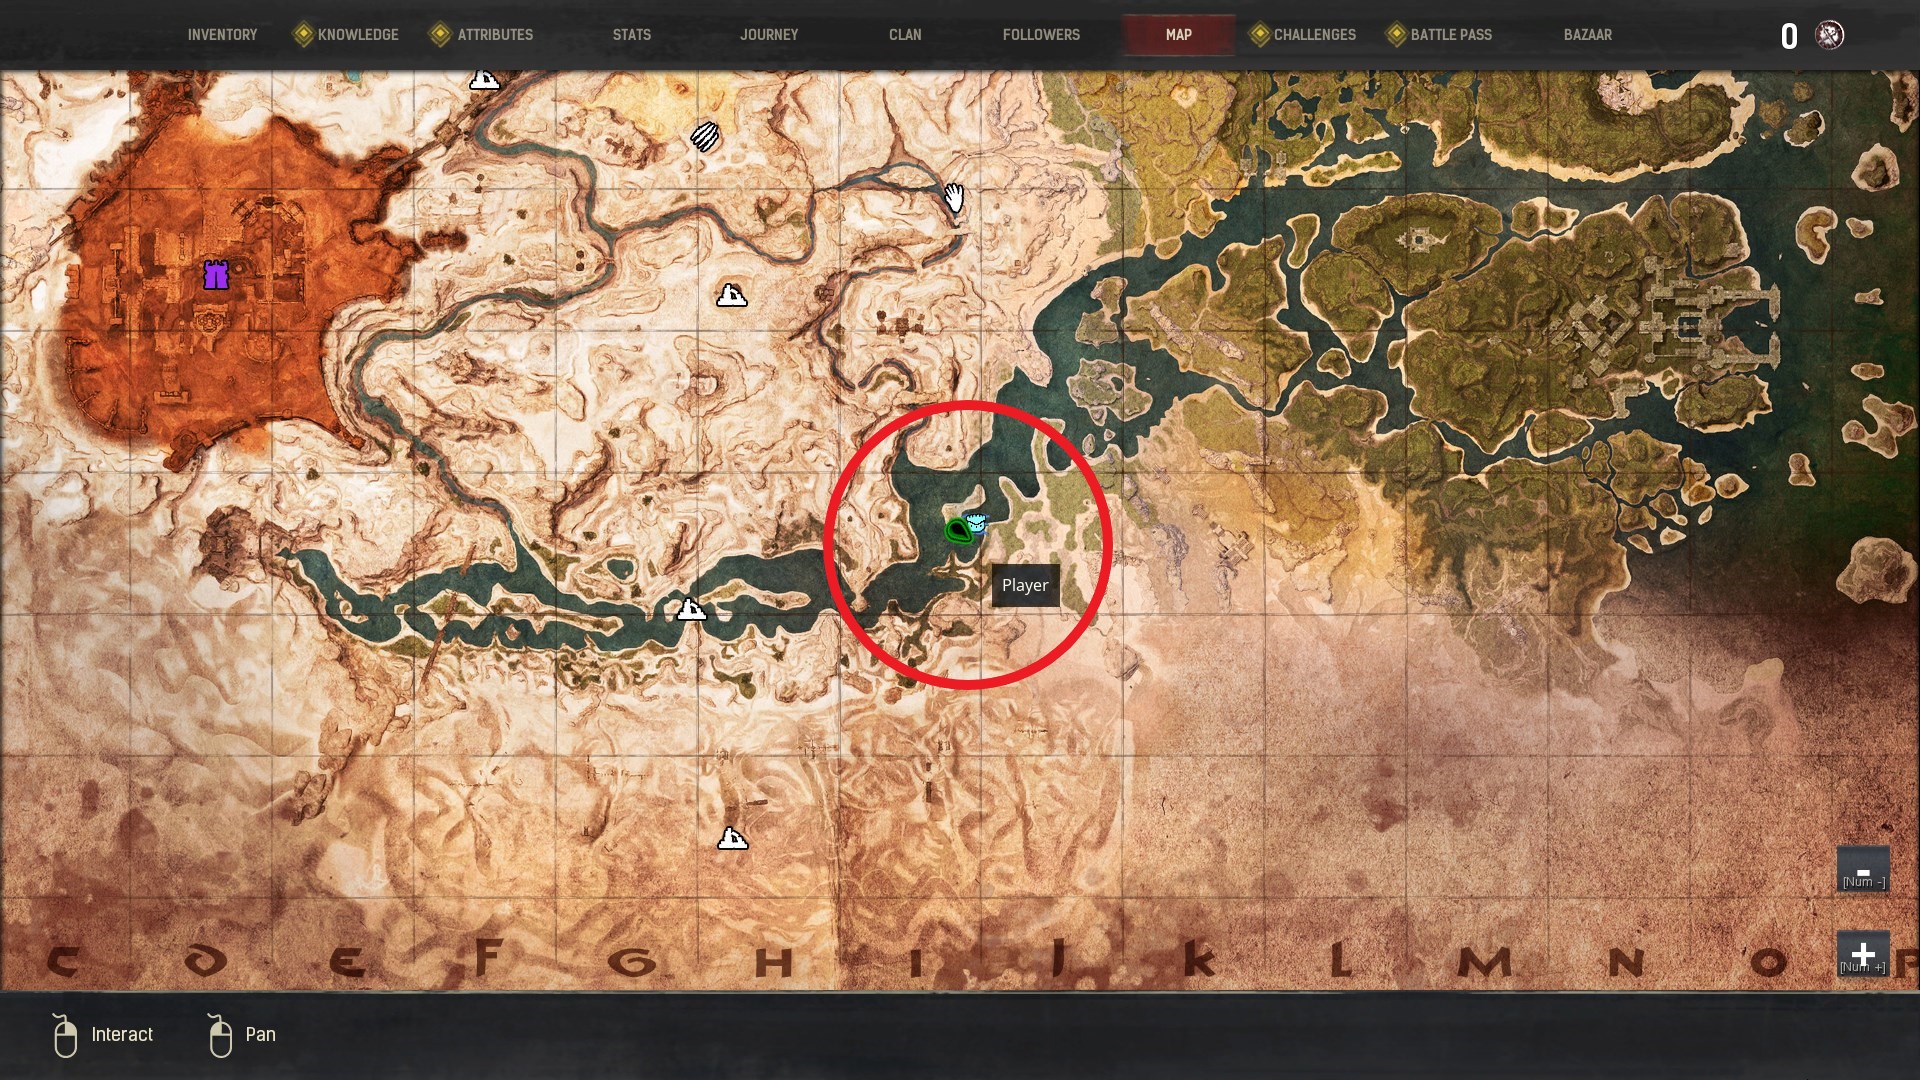 INVENTORY KNOWLEDGE ATTRIBUTES STATS JOURNEY CLAN FOLLOWERS MAP CHALLENGES BATTLE PASS BAZAAR 0
Player
-
[Num -]
+
[Num +]
C D E F G H I J K L M N O P
Interact Pan